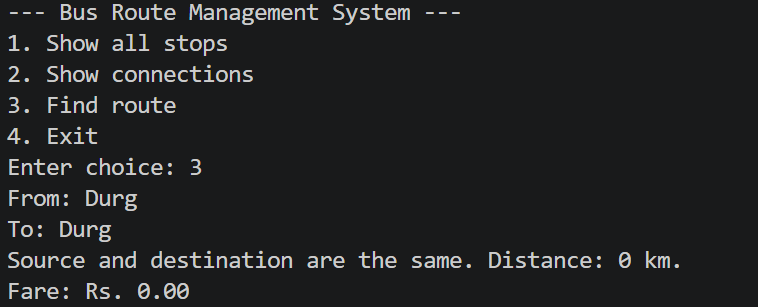 --- Bus Route Management System ---
1. Show all stops
2. Show connections
3. Find route
4. Exit
Enter choice: 3
From: Durg
To: Durg
Source and destination are the same. Distance: 0 km.
Fare: Rs. 0.00